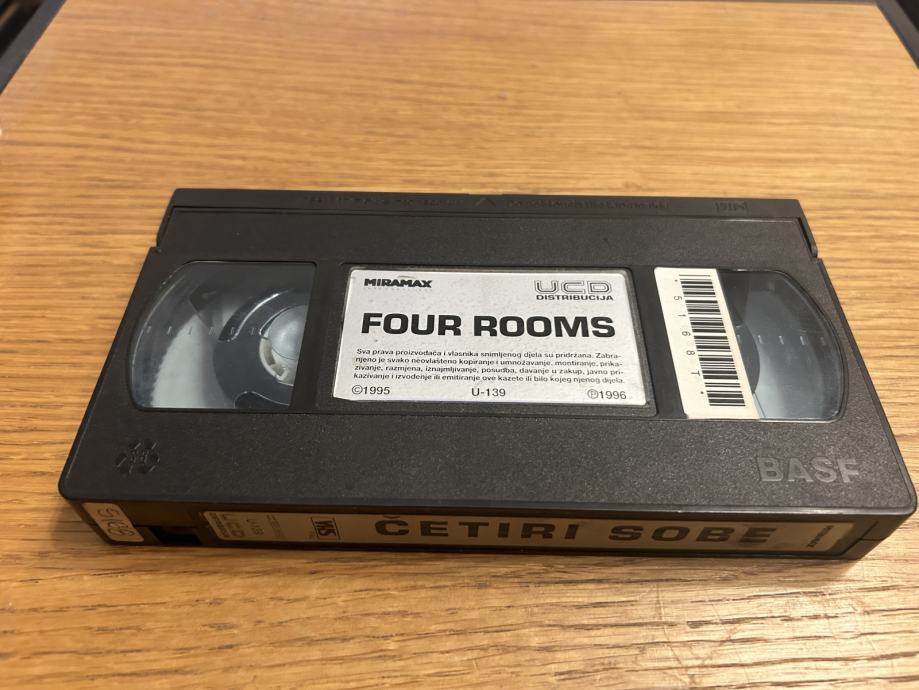 MIRAMAX
UCD
DISTRIBUCIJA
FOUR ROOMS
Sva prava proizvođača i vlasnika snimljenog djela su pridržana. Zabra-
njeno je svako neovlašteno kopiranje i umnožavanje, montiranje, prika-
zivanje, razmjena, iznajmljivanje, posudba, davanje u zakup, javno pri-
kazivanje i izvođenje ili emitiranje ove kazete ili bilo kojeg njenog dijela.
©1995 U-139 ℗1996
5168T
BASF
5168
VHS
ČETIRI SOBE
MIRAMAX